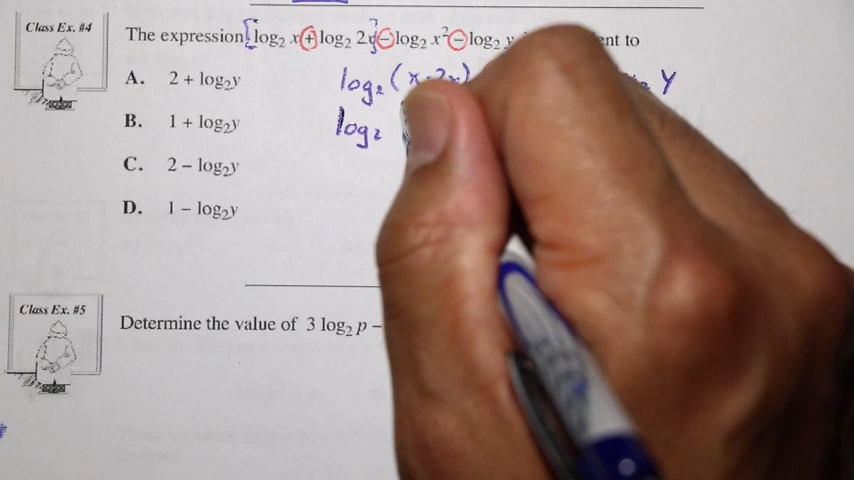 Class Ex. #4
The expression [log₂ x + log₂ 2x] − log₂ x² − log₂ y to
A. 2 + log₂y
log₂ (x·2x) Y
B. 1 + log₂y
log₂
C. 2 − log₂y
D. 1 − log₂y
Class Ex. #5
Determine the value of 3 log₂ p −